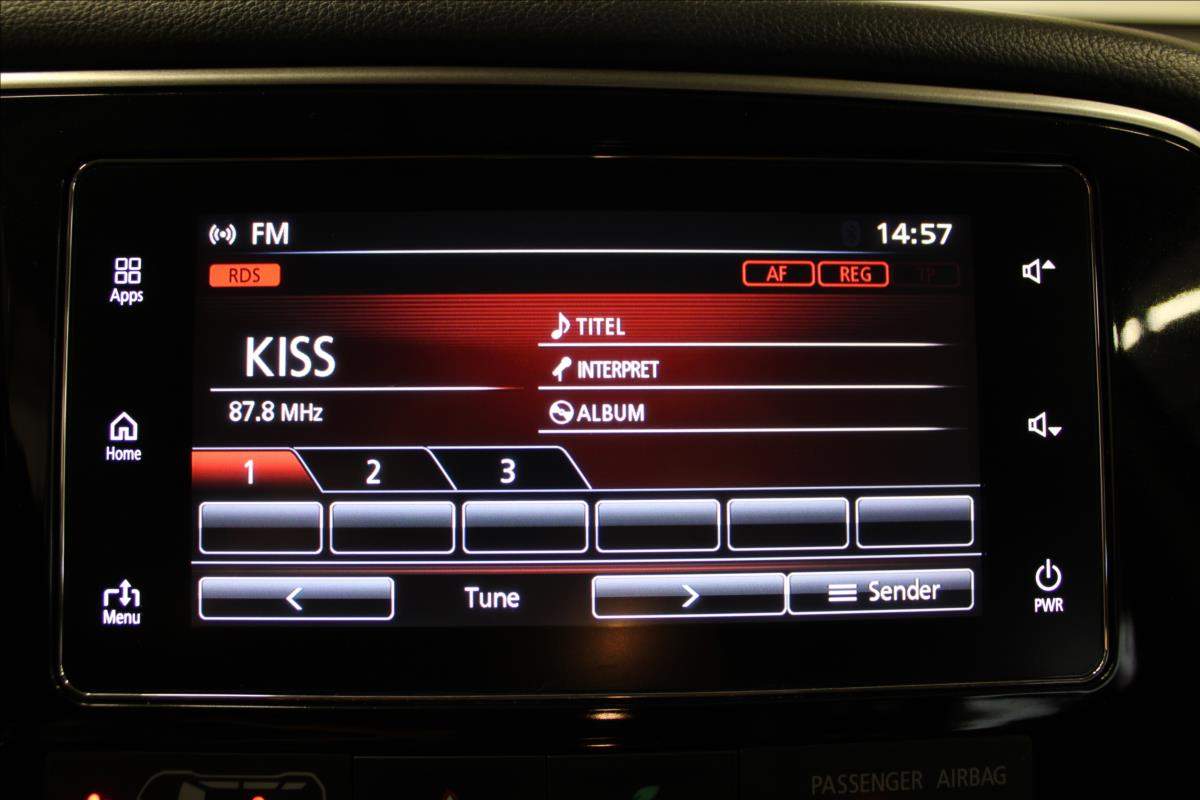 FM
14:57
RDS
AF
REG
TP
Apps
KISS
TITEL
INTERPRET
87.8 MHz
ALBUM
Home
1
2
3
<
Tune
>
Sender
Menu
PWR
PASSENGER AIRBAG